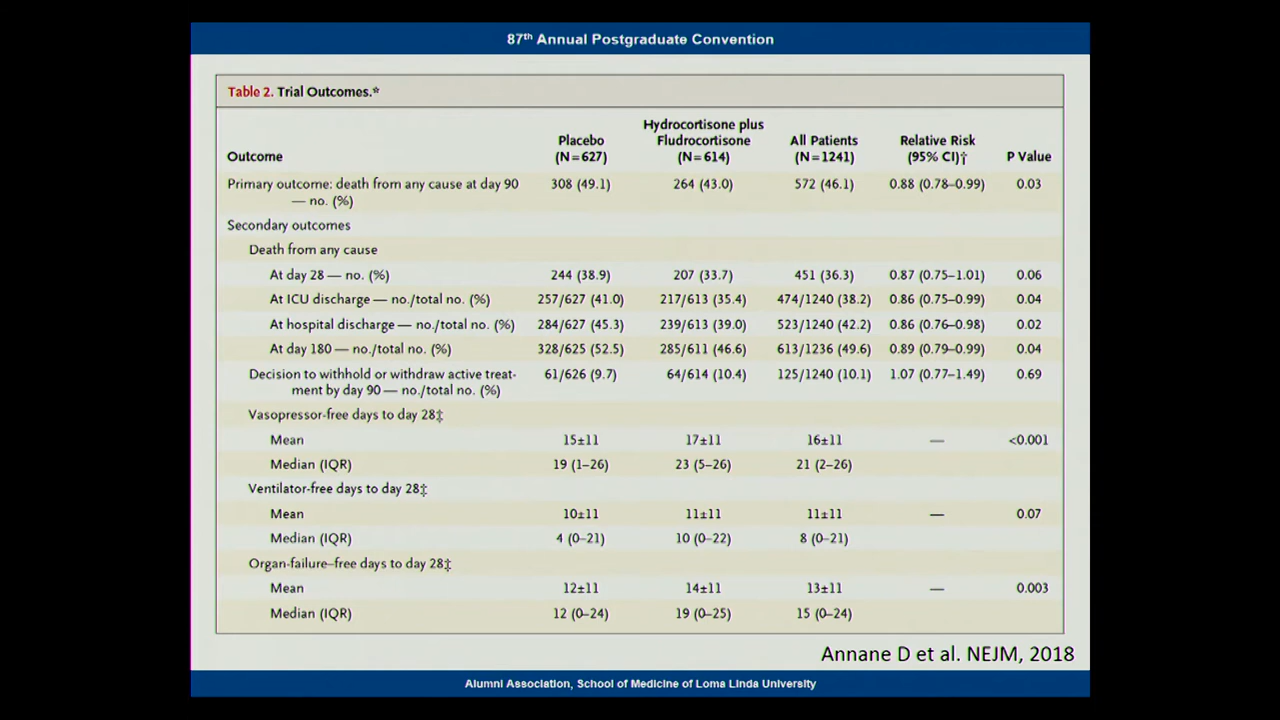 87th Annual Postgraduate Convention
Table 2. Trial Outcomes.*
Outcome Placebo (N=627) Hydrocortisone plus Fludrocortisone (N=614) All Patients (N=1241) Relative Risk (95% CI)† P Value
Primary outcome: death from any cause at day 90 — no. (%) 308 (49.1) 264 (43.0) 572 (46.1) 0.88 (0.78–0.99) 0.03
Secondary outcomes
Death from any cause
At day 28 — no. (%) 244 (38.9) 207 (33.7) 451 (36.3) 0.87 (0.75–1.01) 0.06
At ICU discharge — no./total no. (%) 257/627 (41.0) 217/613 (35.4) 474/1240 (38.2) 0.86 (0.75–0.99) 0.04
At hospital discharge — no./total no. (%) 284/627 (45.3) 239/613 (39.0) 523/1240 (42.2) 0.86 (0.76–0.98) 0.02
At day 180 — no./total no. (%) 328/625 (52.5) 285/611 (46.6) 613/1236 (49.6) 0.89 (0.79–0.99) 0.04
Decision to withhold or withdraw active treat-
ment by day 90 — no./total no. (%) 61/626 (9.7) 64/614 (10.4) 125/1240 (10.1) 1.07 (0.77–1.49) 0.69
Vasopressor-free days to day 28‡
Mean 15±11 17±11 16±11 — <0.001
Median (IQR) 19 (1–26) 23 (5–26) 21 (2–26)
Ventilator-free days to day 28‡
Mean 10±11 11±11 11±11 — 0.07
Median (IQR) 4 (0–21) 10 (0–22) 8 (0–21)
Organ-failure–free days to day 28‡
Mean 12±11 14±11 13±11 — 0.003
Median (IQR) 12 (0–24) 19 (0–25) 15 (0–24)
Annane D et al. NEJM, 2018
Alumni Association, School of Medicine of Loma Linda University